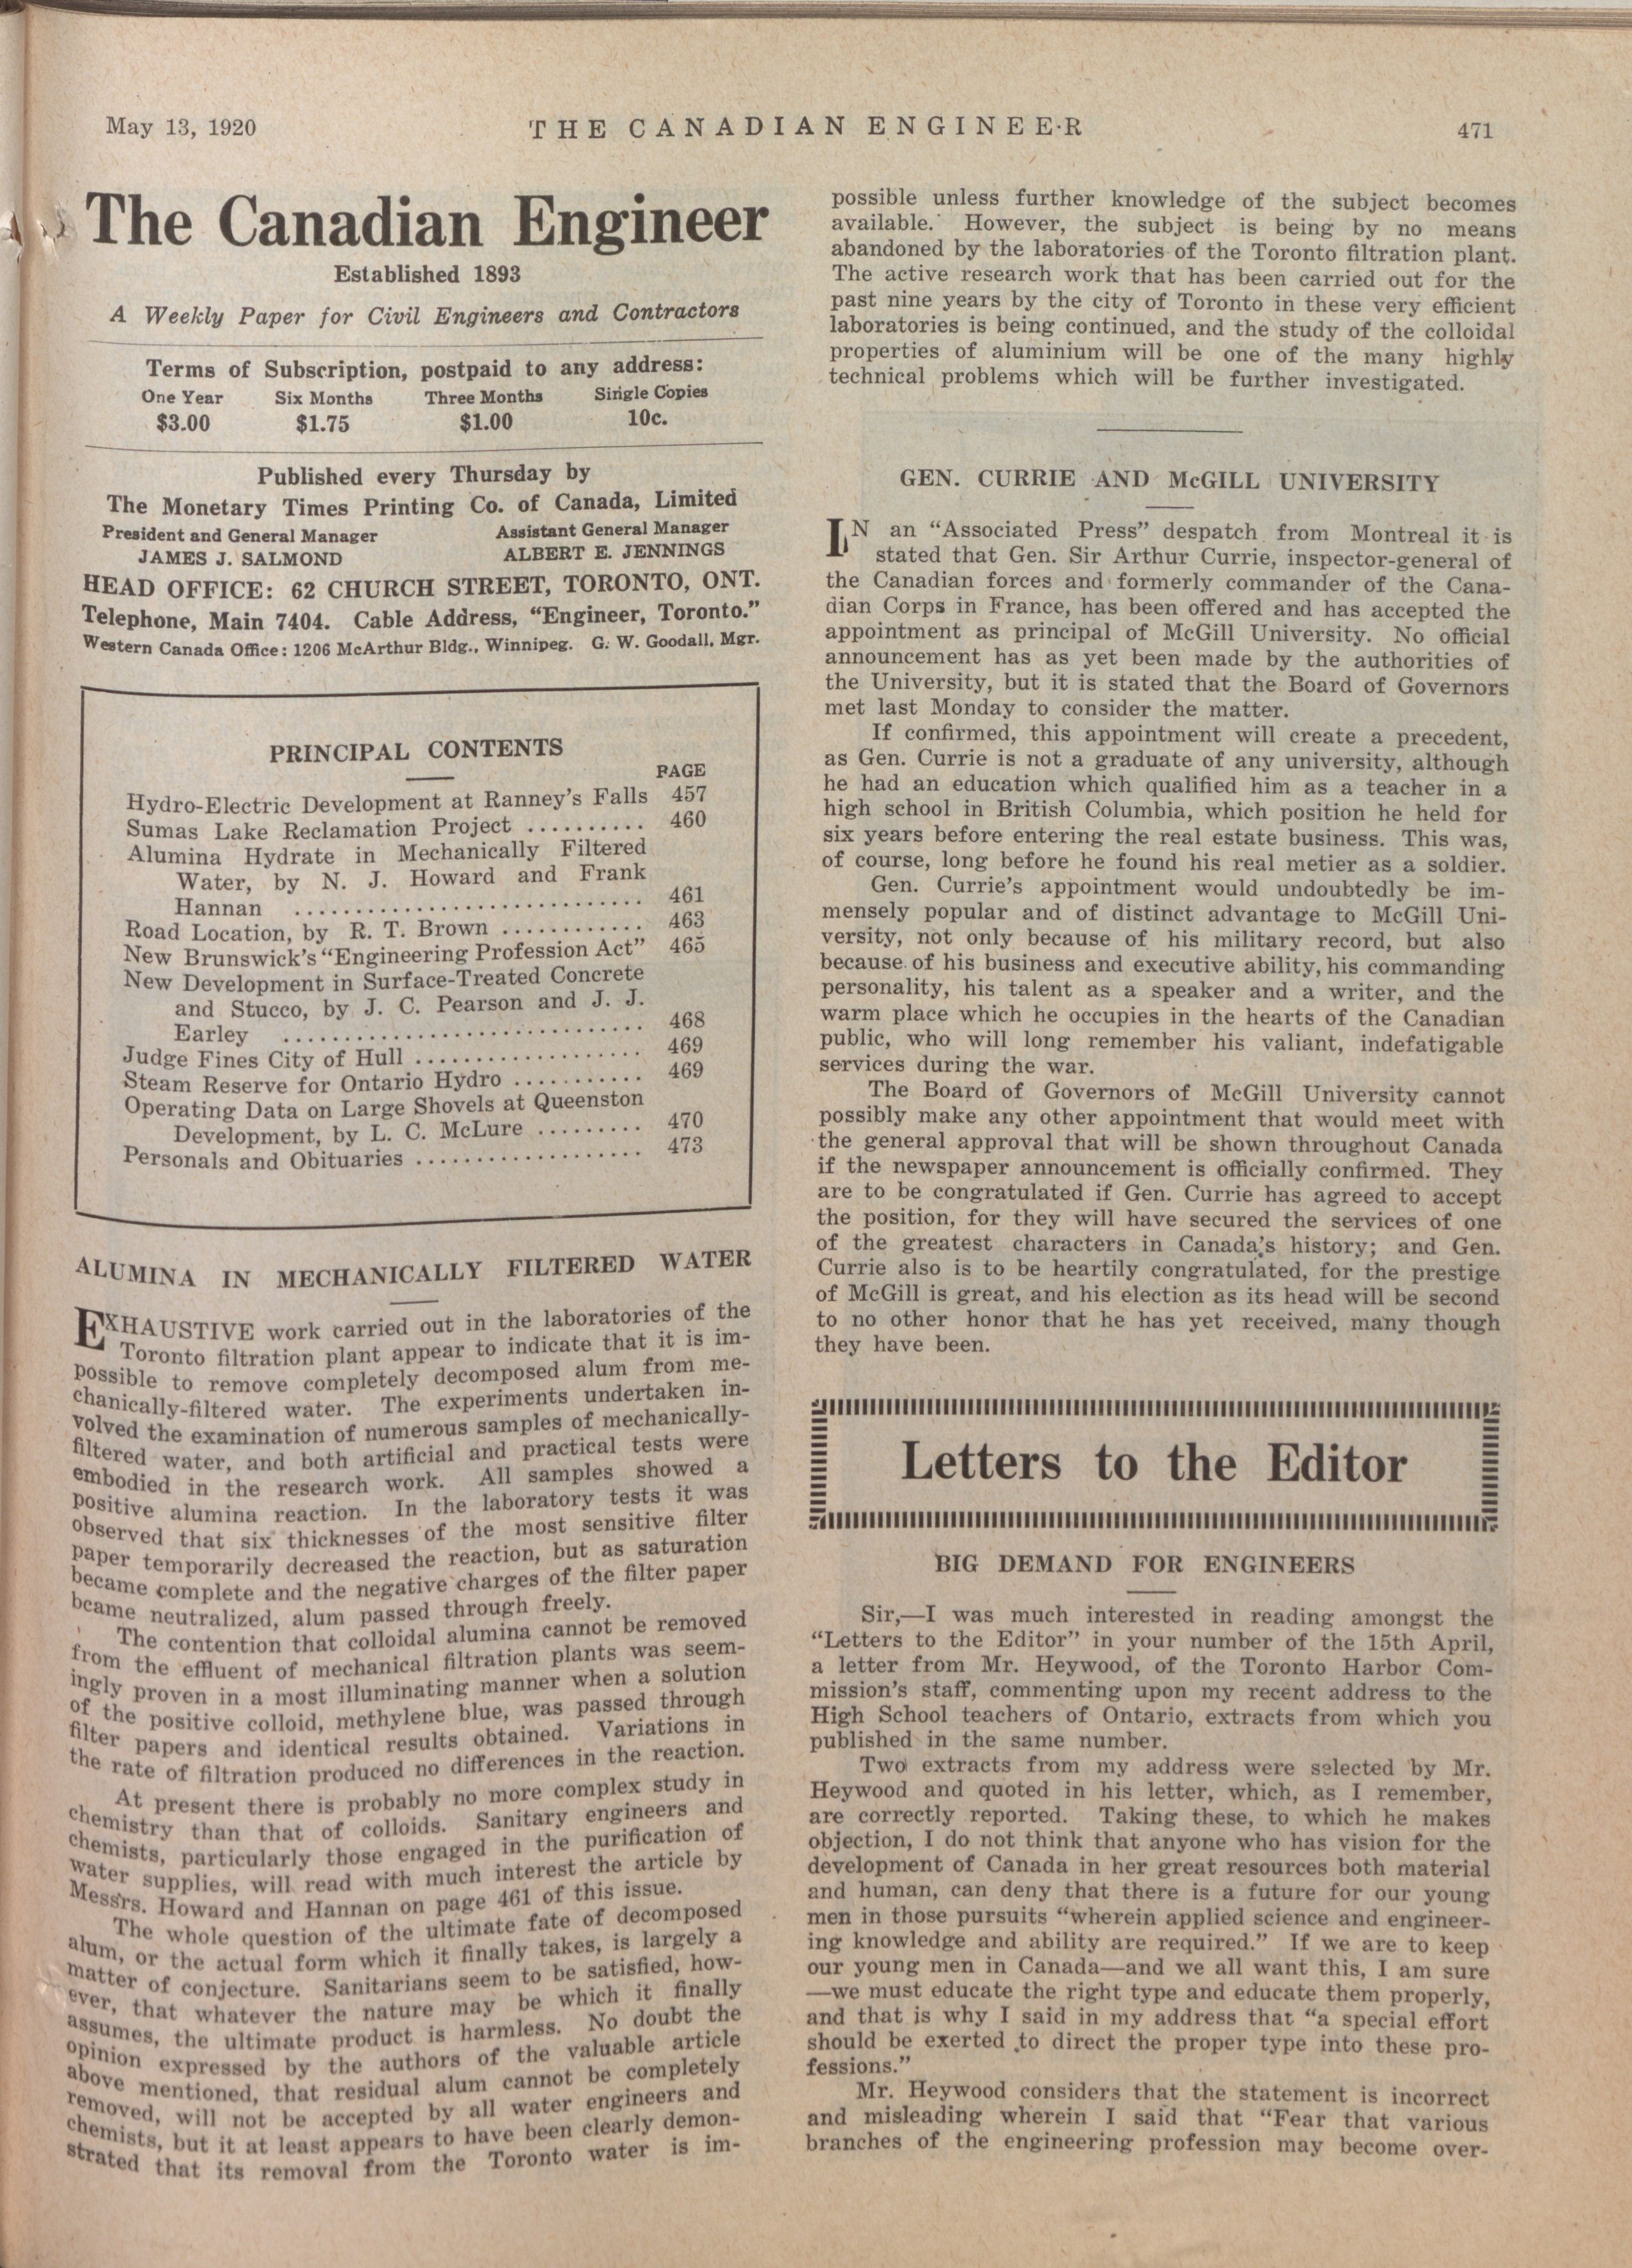 May 13, 1920
THE CANADIAN ENGINEER
471
The Canadian Engineer
Established 1893
A Weekly Paper for Civil Engineers and Contractors
Terms of Subscription, postpaid to any address:
One Year Six Months Three Months Single Copies
$3.00 $1.75 $1.00 10c.
Published every Thursday by
The Monetary Times Printing Co. of Canada, Limited
President and General Manager Assistant General Manager
JAMES J. SALMOND ALBERT E. JENNINGS
HEAD OFFICE: 62 CHURCH STREET, TORONTO, ONT.
Telephone, Main 7404. Cable Address, "Engineer, Toronto."
Western Canada Office: 1206 McArthur Bldg., Winnipeg. G. W. Goodall, Mgr.
PRINCIPAL CONTENTS
PAGE
Hydro-Electric Development at Ranney's Falls 457
Sumas Lake Reclamation Project .......... 460
Alumina Hydrate in Mechanically Filtered
Water, by N. J. Howard and Frank
Hannan ............................ 461
Road Location, by R. T. Brown ............ 463
New Brunswick's "Engineering Profession Act" 465
New Development in Surface-Treated Concrete
and Stucco, by J. C. Pearson and J. J.
Earley ............................. 468
Judge Fines City of Hull ................... 469
Steam Reserve for Ontario Hydro ........... 469
Operating Data on Large Shovels at Queenston
Development, by L. C. McLure ......... 470
Personals and Obituaries ................... 473
ALUMINA IN MECHANICALLY FILTERED WATER
EXHAUSTIVE work carried out in the laboratories of the
Toronto filtration plant appear to indicate that it is im-
possible to remove completely decomposed alum from me-
chanically-filtered water. The experiments undertaken in-
volved the examination of numerous samples of mechanically-
filtered water, and both artificial and practical tests were
embodied in the research work. All samples showed a
positive alumina reaction. In the laboratory tests it was
observed that six thicknesses of the most sensitive filter
paper temporarily decreased the reaction, but as saturation
became complete and the negative charges of the filter paper
bcame neutralized, alum passed through freely.
The contention that colloidal alumina cannot be removed
from the effluent of mechanical filtration plants was seem-
ingly proven in a most illuminating manner when a solution
of the positive colloid, methylene blue, was passed through
filter papers and identical results obtained. Variations in
the rate of filtration produced no differences in the reaction.
At present there is probably no more complex study in
chemistry than that of colloids. Sanitary engineers and
chemists, particularly those engaged in the purification of
water supplies, will read with much interest the article by
Messrs. Howard and Hannan on page 461 of this issue.
The whole question of the ultimate fate of decomposed
alum, or the actual form which it finally takes, is largely a
matter of conjecture. Sanitarians seem to be satisfied, how-
ever, that whatever the nature may be which it finally
assumes, the ultimate product is harmless. No doubt the
opinion expressed by the authors of the valuable article
above mentioned, that residual alum cannot be completely
removed, will not be accepted by all water engineers and
chemists, but it at least appears to have been clearly demon-
strated that its removal from the Toronto water is im-
possible unless further knowledge of the subject becomes
available. However, the subject is being by no means
abandoned by the laboratories of the Toronto filtration plant.
The active research work that has been carried out for the
past nine years by the city of Toronto in these very efficient
laboratories is being continued, and the study of the colloidal
properties of aluminium will be one of the many highly
technical problems which will be further investigated.
GEN. CURRIE AND McGILL UNIVERSITY
IN an "Associated Press" despatch from Montreal it is
stated that Gen. Sir Arthur Currie, inspector-general of
the Canadian forces and formerly commander of the Cana-
dian Corps in France, has been offered and has accepted the
appointment as principal of McGill University. No official
announcement has as yet been made by the authorities of
the University, but it is stated that the Board of Governors
met last Monday to consider the matter.
If confirmed, this appointment will create a precedent,
as Gen. Currie is not a graduate of any university, although
he had an education which qualified him as a teacher in a
high school in British Columbia, which position he held for
six years before entering the real estate business. This was,
of course, long before he found his real metier as a soldier.
Gen. Currie's appointment would undoubtedly be im-
mensely popular and of distinct advantage to McGill Uni-
versity, not only because of his military record, but also
because of his business and executive ability, his commanding
personality, his talent as a speaker and a writer, and the
warm place which he occupies in the hearts of the Canadian
public, who will long remember his valiant, indefatigable
services during the war.
The Board of Governors of McGill University cannot
possibly make any other appointment that would meet with
the general approval that will be shown throughout Canada
if the newspaper announcement is officially confirmed. They
are to be congratulated if Gen. Currie has agreed to accept
the position, for they will have secured the services of one
of the greatest characters in Canada's history; and Gen.
Currie also is to be heartily congratulated, for the prestige
of McGill is great, and his election as its head will be second
to no other honor that he has yet received, many though
they have been.
Letters to the Editor
BIG DEMAND FOR ENGINEERS
Sir,—I was much interested in reading amongst the
"Letters to the Editor" in your number of the 15th April,
a letter from Mr. Heywood, of the Toronto Harbor Com-
mission's staff, commenting upon my recent address to the
High School teachers of Ontario, extracts from which you
published in the same number.
Two extracts from my address were selected by Mr.
Heywood and quoted in his letter, which, as I remember,
are correctly reported. Taking these, to which he makes
objection, I do not think that anyone who has vision for the
development of Canada in her great resources both material
and human, can deny that there is a future for our young
men in those pursuits "wherein applied science and engineer-
ing knowledge and ability are required." If we are to keep
our young men in Canada—and we all want this, I am sure
—we must educate the right type and educate them properly,
and that is why I said in my address that "a special effort
should be exerted to direct the proper type into these pro-
fessions."
Mr. Heywood considers that the statement is incorrect
and misleading wherein I said that "Fear that various
branches of the engineering profession may become over-